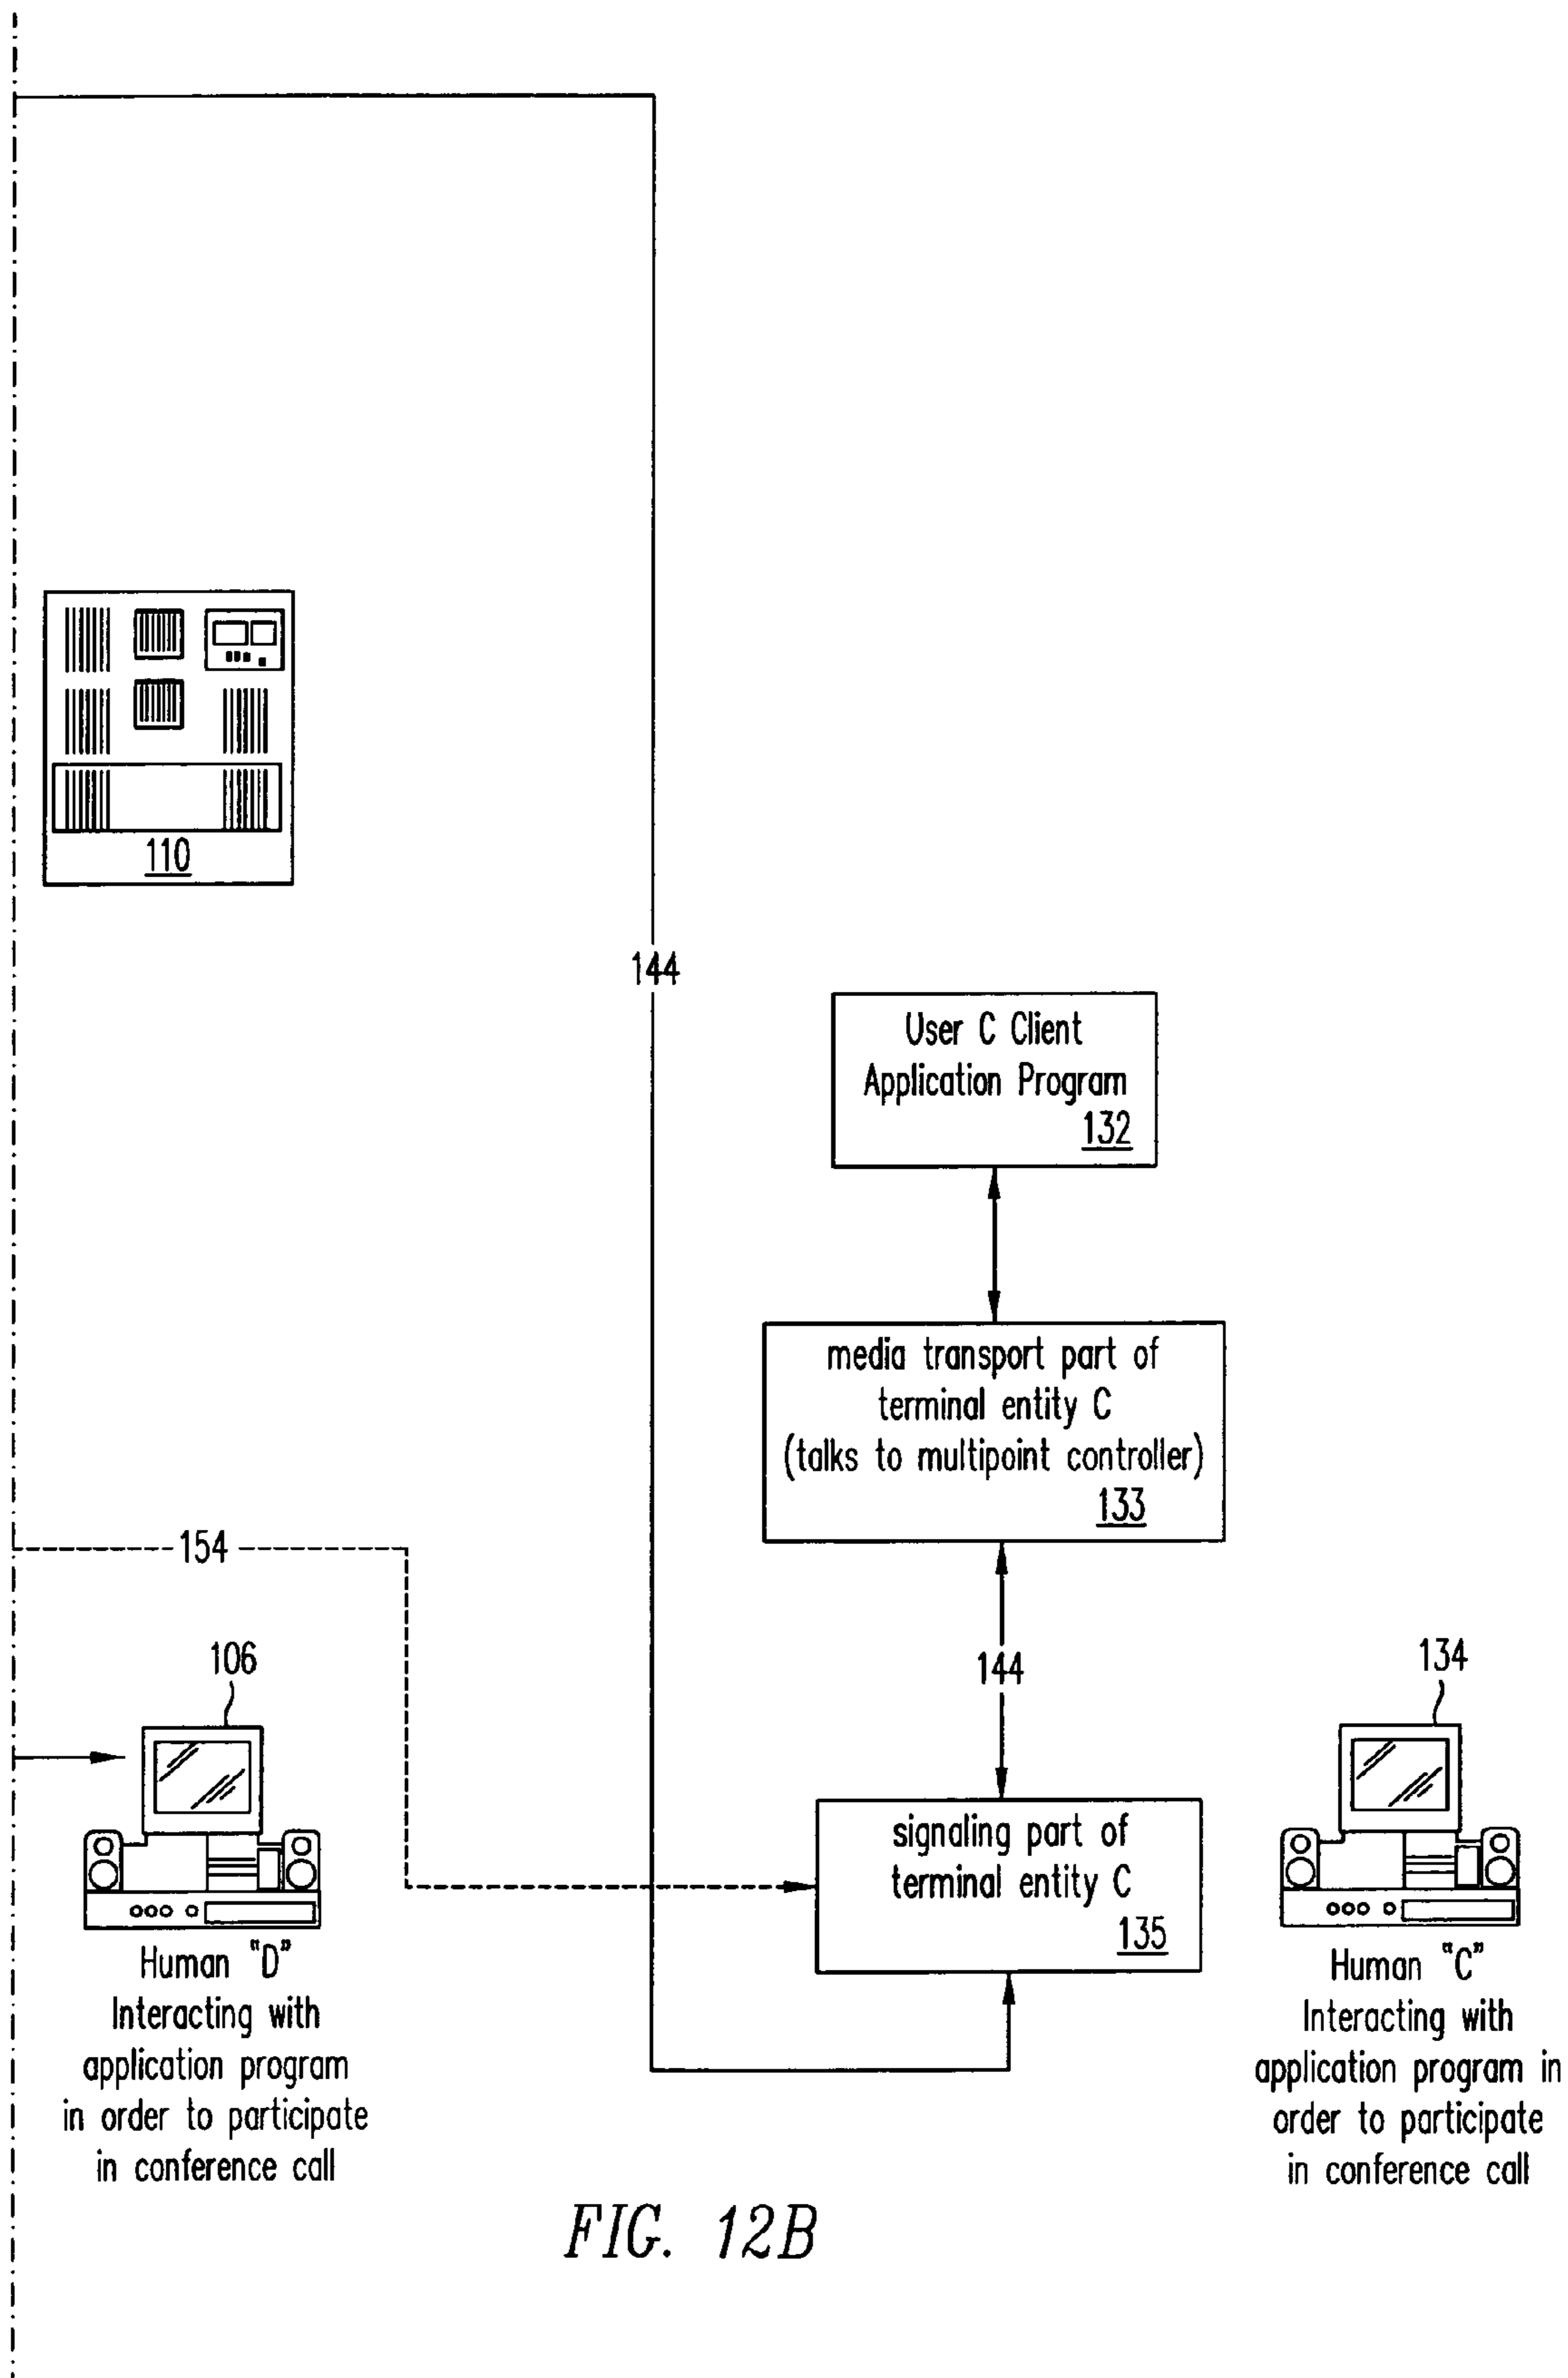 110
144
User C Client
Application Program
132
media transport part of
terminal entity C
(talks to multipoint controller)
133
154
106
144
134
signaling part of
terminal entity C
135
Human "D"
Interacting with
application program
in order to participate
in conference call
Human "C"
Interacting with
application program in
order to participate
in conference call
FIG. 12B